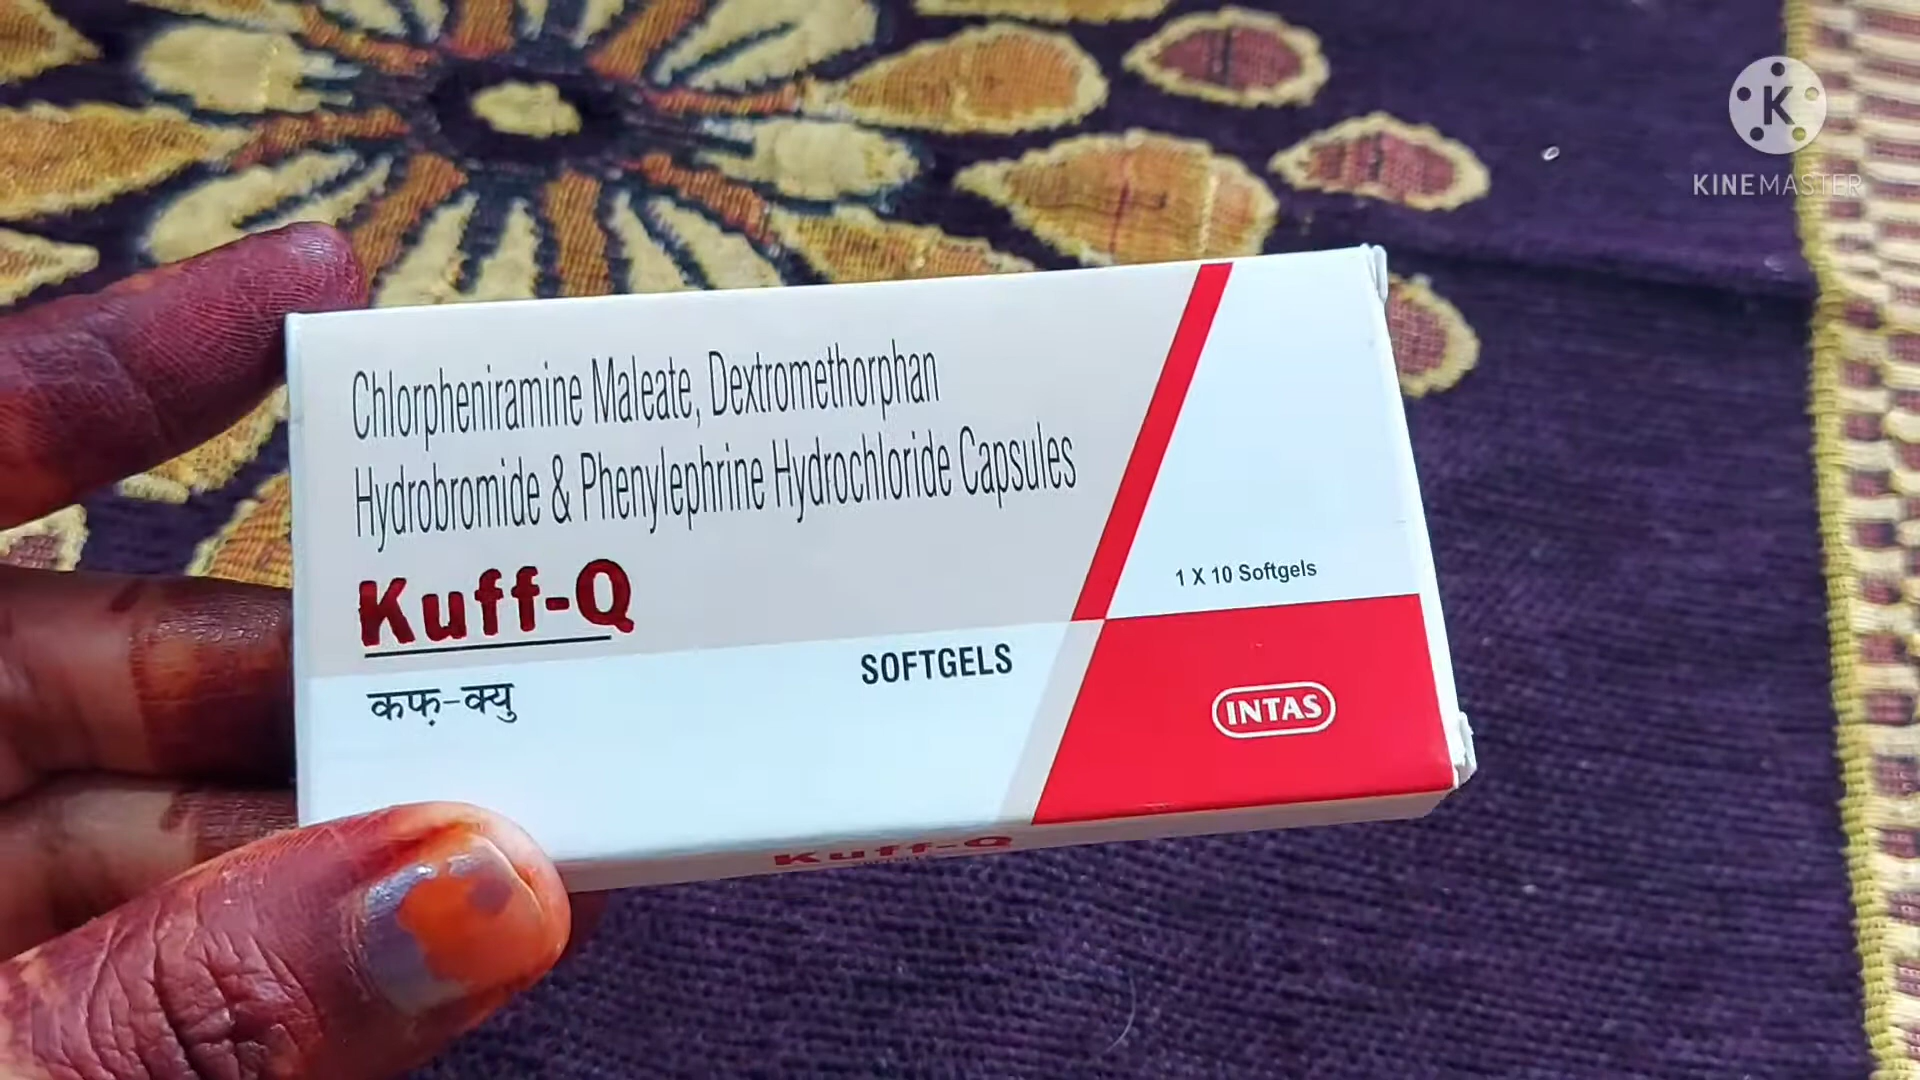 KINEMASTER
Chlorpheniramine Maleate, Dextromethorphan
Hydrobromide & Phenylephrine Hydrochloride Capsules
Kuff-Q
कफ़-क्यु
SOFTGELS
1 X 10 Softgels
INTAS
Kuff-Q